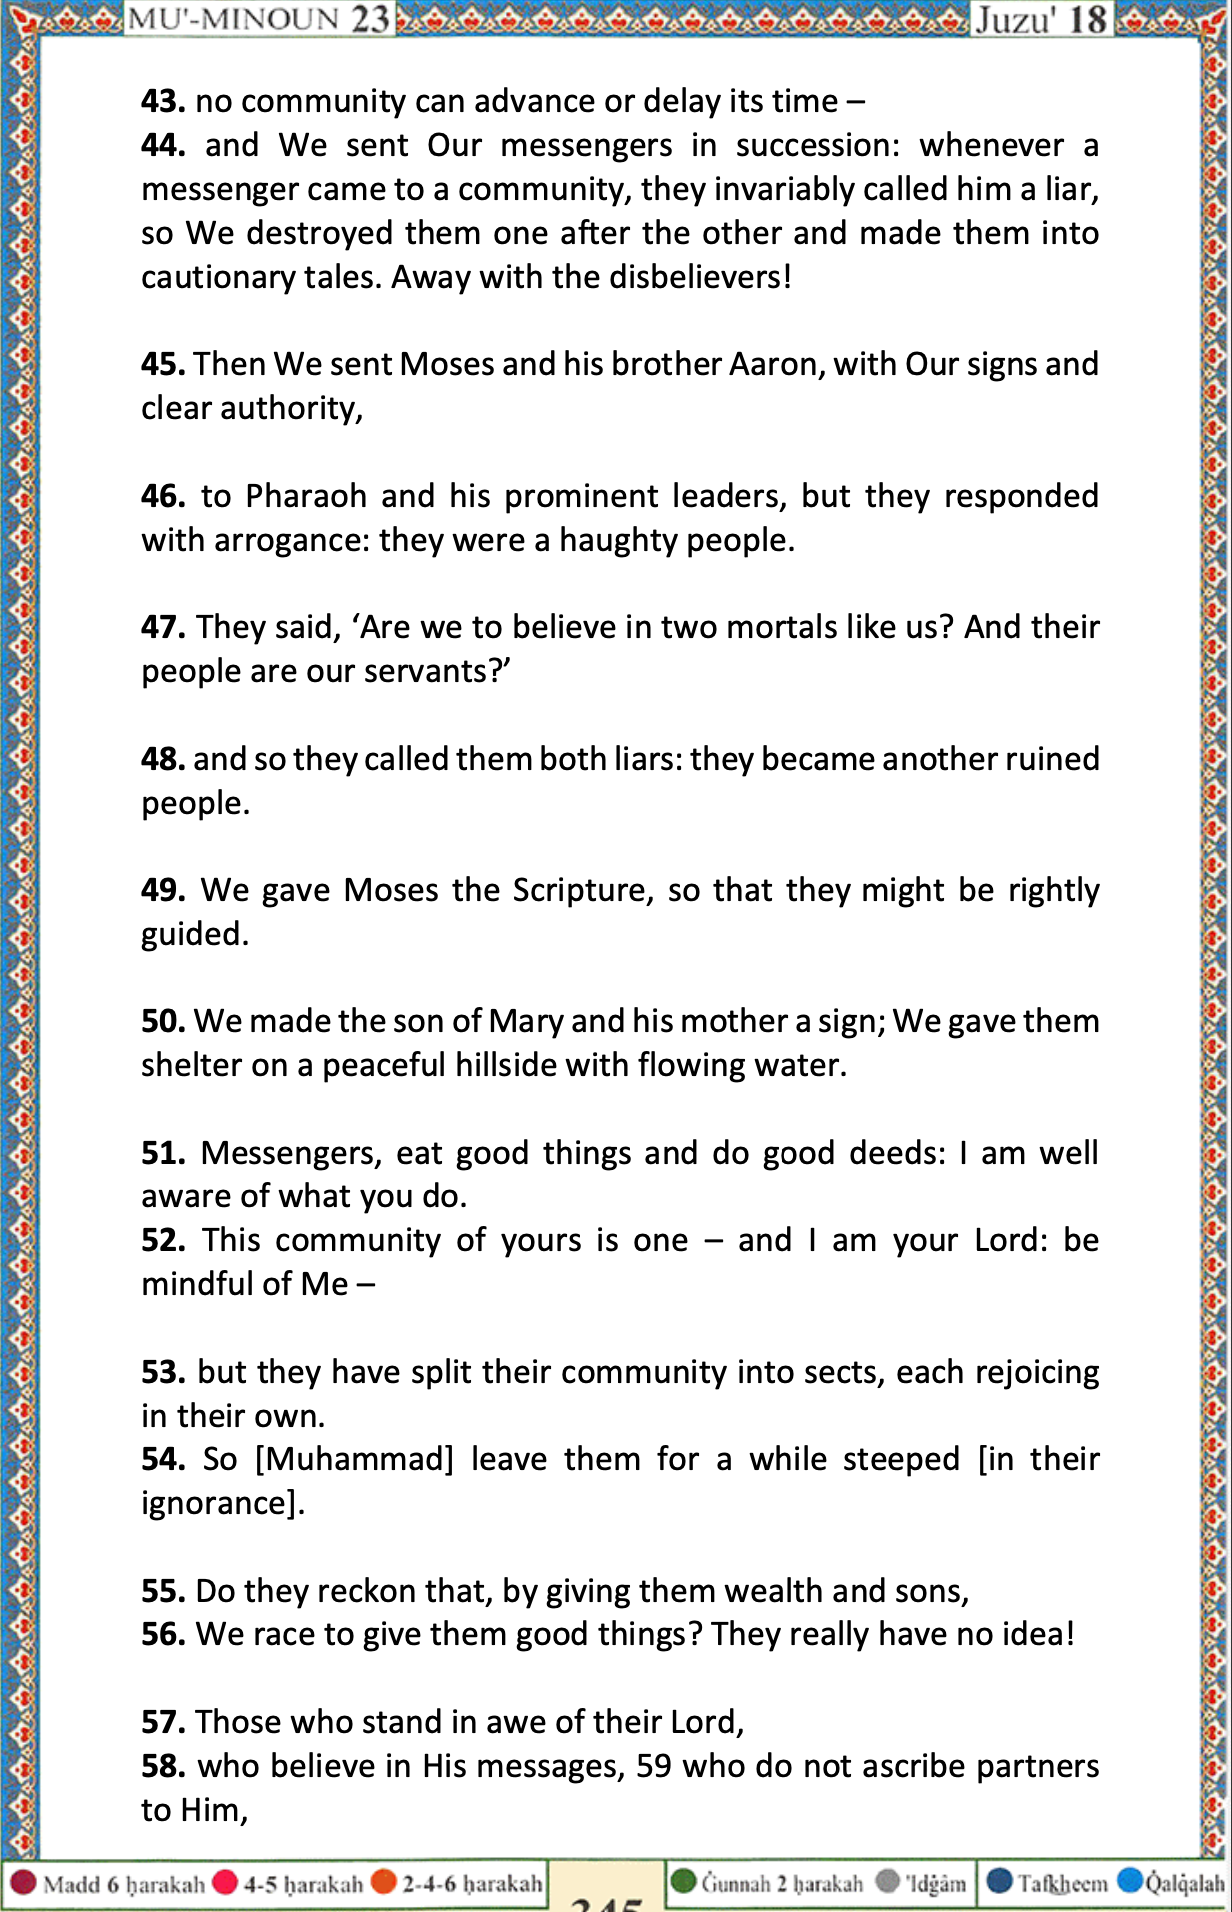 MU'-MINOUN 23
Juzu' 18
43. no community can advance or delay its time –
44. and We sent Our messengers in succession: whenever a
messenger came to a community, they invariably called him a liar,
so We destroyed them one after the other and made them into
cautionary tales. Away with the disbelievers!
45. Then We sent Moses and his brother Aaron, with Our signs and
clear authority,
46. to Pharaoh and his prominent leaders, but they responded
with arrogance: they were a haughty people.
47. They said, ‘Are we to believe in two mortals like us? And their
people are our servants?’
48. and so they called them both liars: they became another ruined
people.
49. We gave Moses the Scripture, so that they might be rightly
guided.
50. We made the son of Mary and his mother a sign; We gave them
shelter on a peaceful hillside with flowing water.
51. Messengers, eat good things and do good deeds: I am well
aware of what you do.
52. This community of yours is one – and I am your Lord: be
mindful of Me –
53. but they have split their community into sects, each rejoicing
in their own.
54. So [Muhammad] leave them for a while steeped [in their
ignorance].
55. Do they reckon that, by giving them wealth and sons,
56. We race to give them good things? They really have no idea!
57. Those who stand in awe of their Lord,
58. who believe in His messages, 59 who do not ascribe partners
to Him,
Madd 6 ḥarakah 4-5 ḥarakah 2-4-6 ḥarakah
345
Ġunnah 2 ḥarakah 'Idġâm
Tafkheem Qalqalah